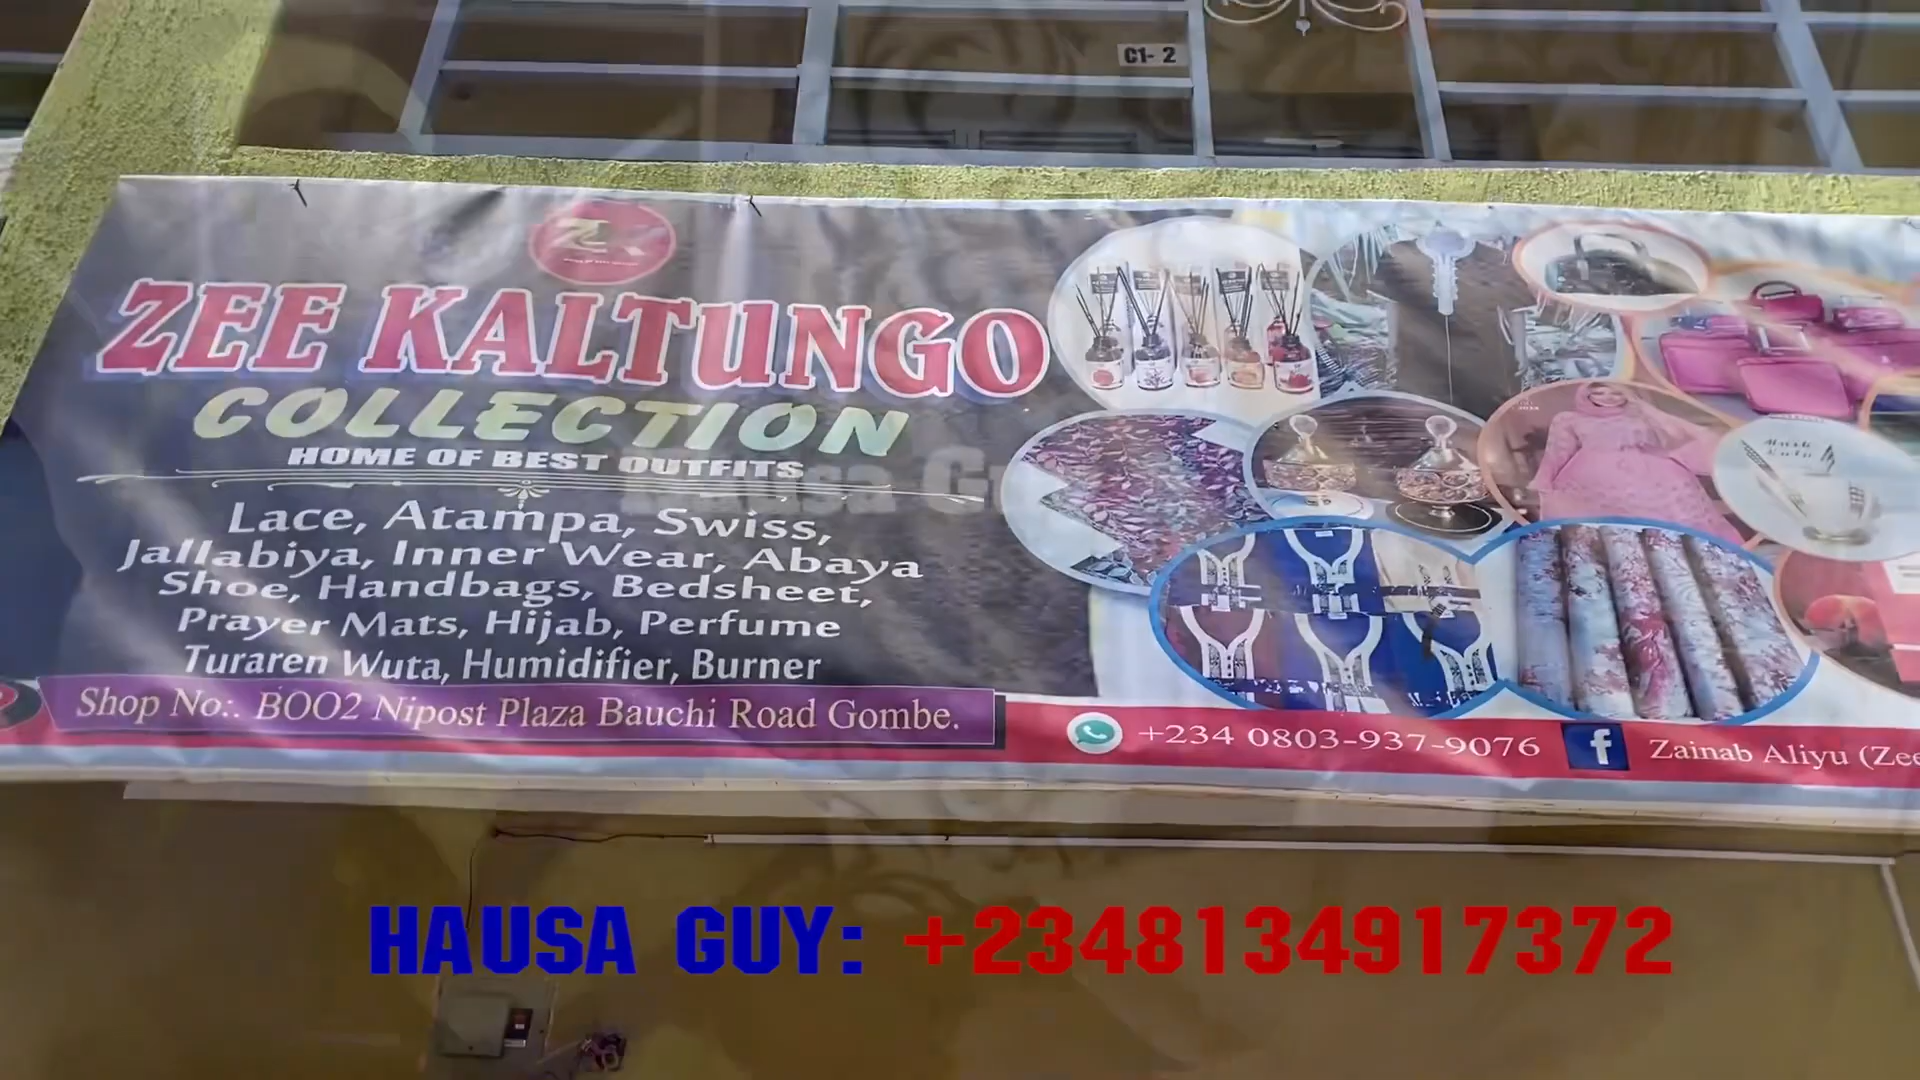 C1- 2
ZEE KALTUNGO
COLLECTION
HOME OF BEST OUTFITS
Hausa Gu
Lace, Atampa, Swiss,
Jallabiya, Inner Wear, Abaya
Shoe, Handbags, Bedsheet,
Prayer Mats, Hijab, Perfume
Turaren Wuta, Humidifier, Burner
Shop No:. BOO2 Nipost Plaza Bauchi Road Gombe.
+234 0803-937-9076
Zainab Aliyu (Zee
HAUSA GUY: +2348134917372